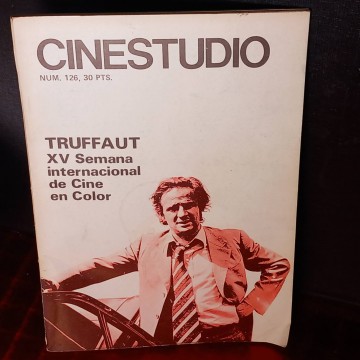 CINESTUDIO
NUM. 126, 30 PTS.
TRUFFAUT
XV Semana
internacional
de Cine
en Color